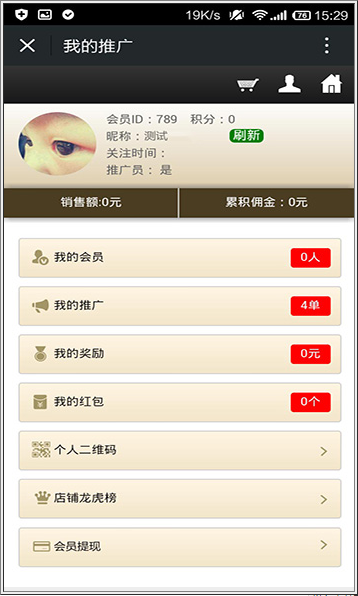 19K/s 76 15:29
我的推广
会员ID：789 积分：0
昵称：测试 刷新
关注时间：
推广员： 是
销售额:0元 累积佣金：0元
我的会员 0人
我的推广 4单
我的奖励 0元
我的红包 0个
个人二维码
店铺龙虎榜
会员提现